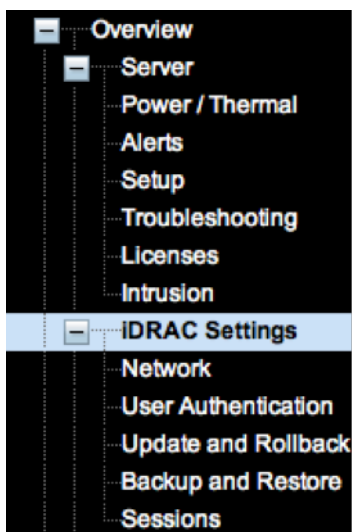 Overview
Server
Power / Thermal
Alerts
Setup
Troubleshooting
Licenses
Intrusion
iDRAC Settings
Network
User Authentication
Update and Rollback
Backup and Restore
Sessions